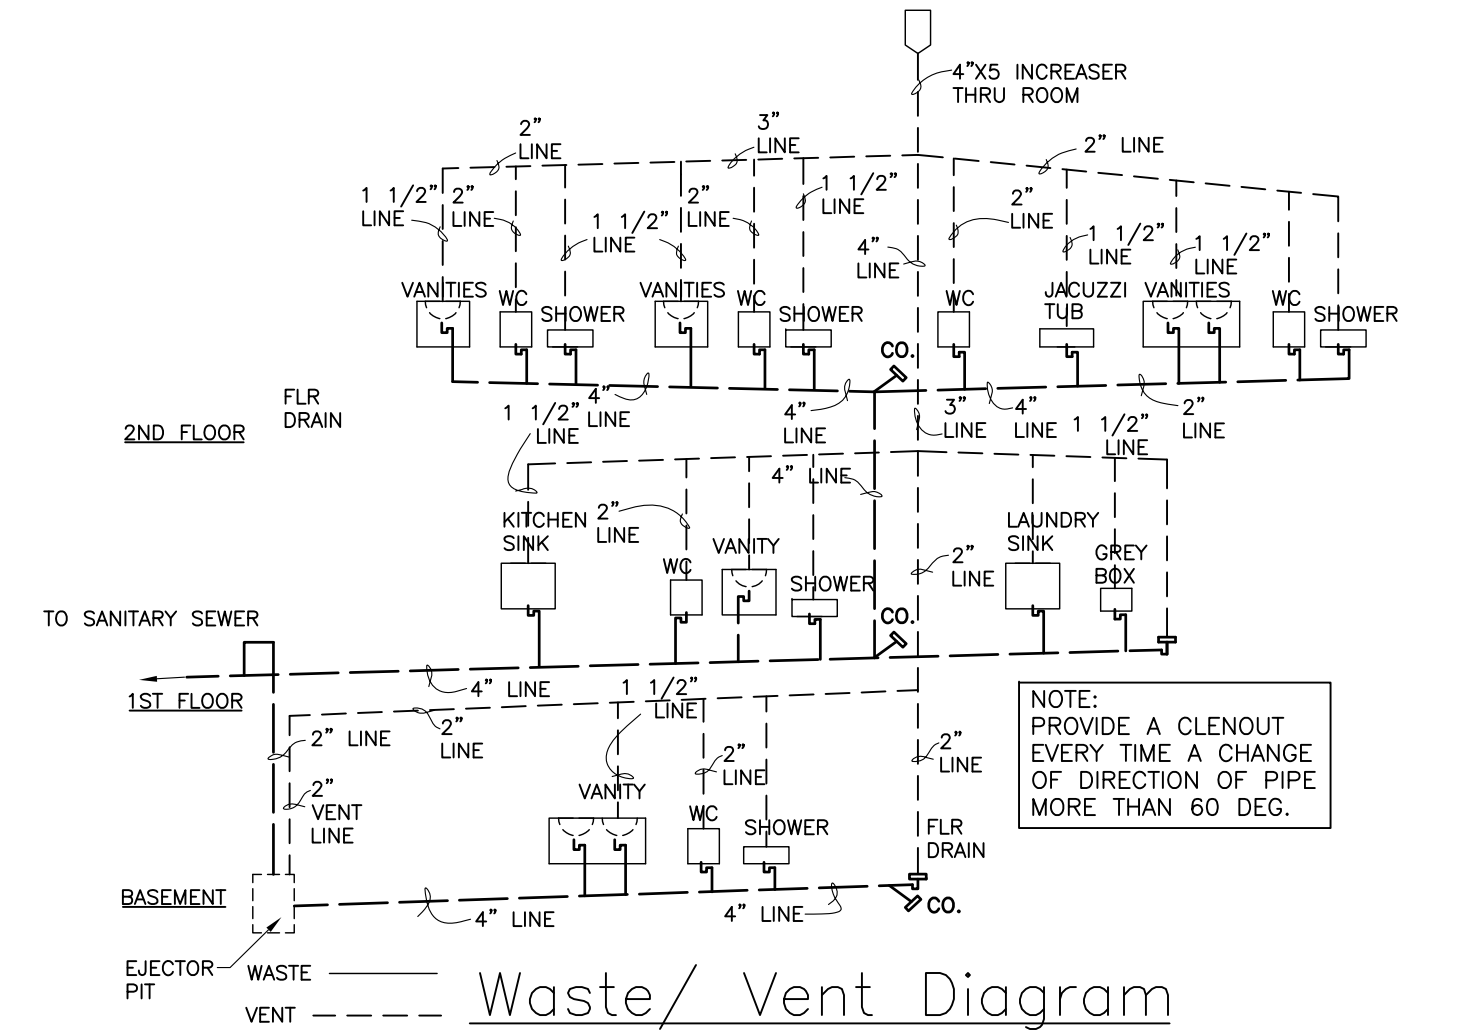 4"X5 INCREASER
THRU ROOM
2"
LINE
3"
LINE
2" LINE
1 1/2"
LINE
2"
LINE
1 1/2"
LINE
2"
LINE
1 1/2"
LINE
4"
LINE
2"
LINE
1 1/2"
LINE
1 1/2"
LINE
VANITIES
WC
SHOWER
VANITIES
WC
SHOWER
WC
JACUZZI
TUB
VANITIES
WC
SHOWER
CO.
FLR
DRAIN
2ND FLOOR
4"
LINE
4"
LINE
3"
LINE
4"
LINE
2"
LINE
1 1/2"
LINE
1 1/2"
LINE
4" LINE
KITCHEN
SINK
2"
LINE
WC
VANITY
SHOWER
2"
LINE
LAUNDRY
SINK
GREY
BOX
CO.
TO SANITARY SEWER
1ST FLOOR
4" LINE
1 1/2"
LINE
2" LINE
2"
LINE
2"
VENT
LINE
2"
LINE
2"
LINE
VANITY
WC
SHOWER
FLR
DRAIN
NOTE:
PROVIDE A CLENOUT
EVERY TIME A CHANGE
OF DIRECTION OF PIPE
MORE THAN 60 DEG.
BASEMENT
4" LINE
4" LINE
CO.
EJECTOR
PIT
WASTE
VENT
Waste/ Vent Diagram